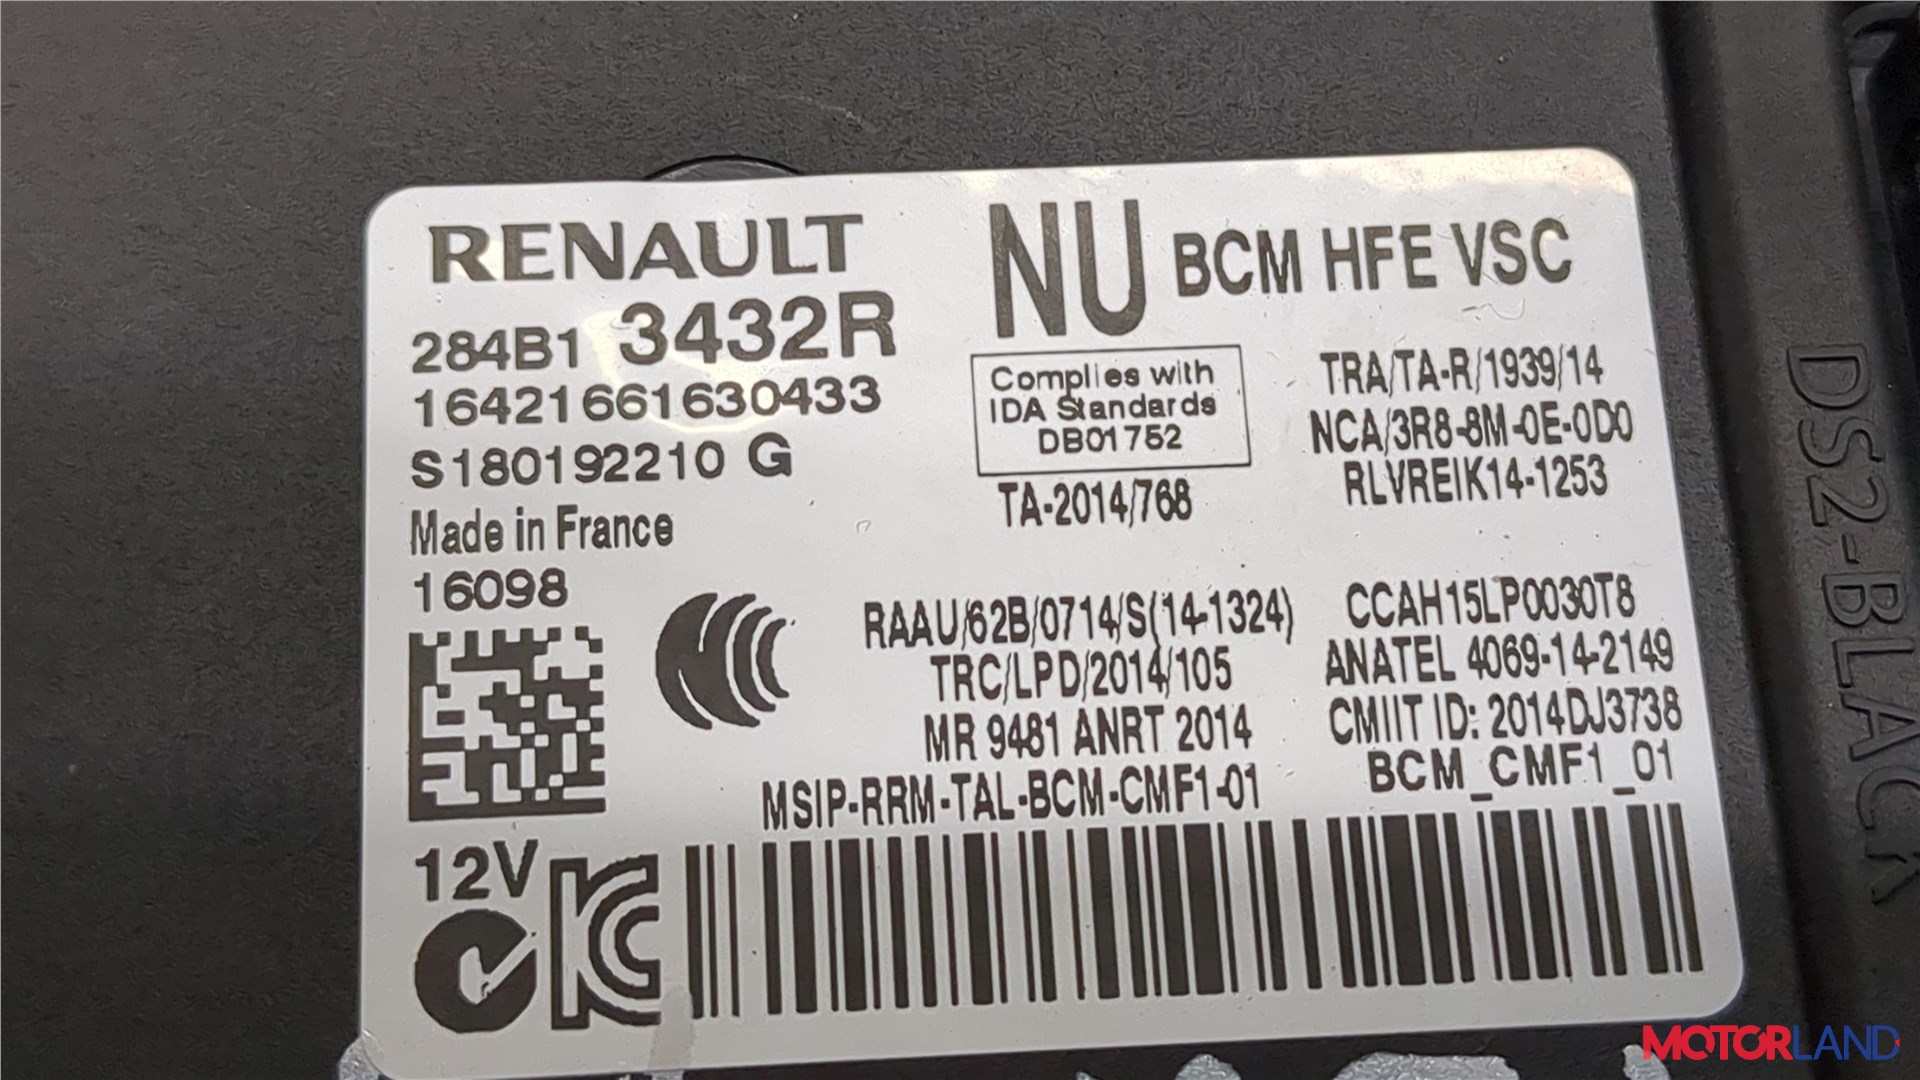 RENAULT
284B1 3432R
16421661630433
S180192210 G
Made in France
16098
12V
NU BCM HFE VSC
Complies with
IDA Standards
DB01752
TA-2014/768
TRA/TA-R/1939/14
NCA/3R8-8M-0E-0D0
RLVREIK14-1253
RAAU/62B/0714/S(14-1324)
TRC/LPD/2014/105
MR 9481 ANRT 2014
MSIP-RRM-TAL-BCM-CMF1-01
CCAH15LP0030T8
ANATEL 4069-14-2149
CMIIT ID: 2014DJ3738
BCM_CMF1_01
DS2-BLACK
MOTORLAND